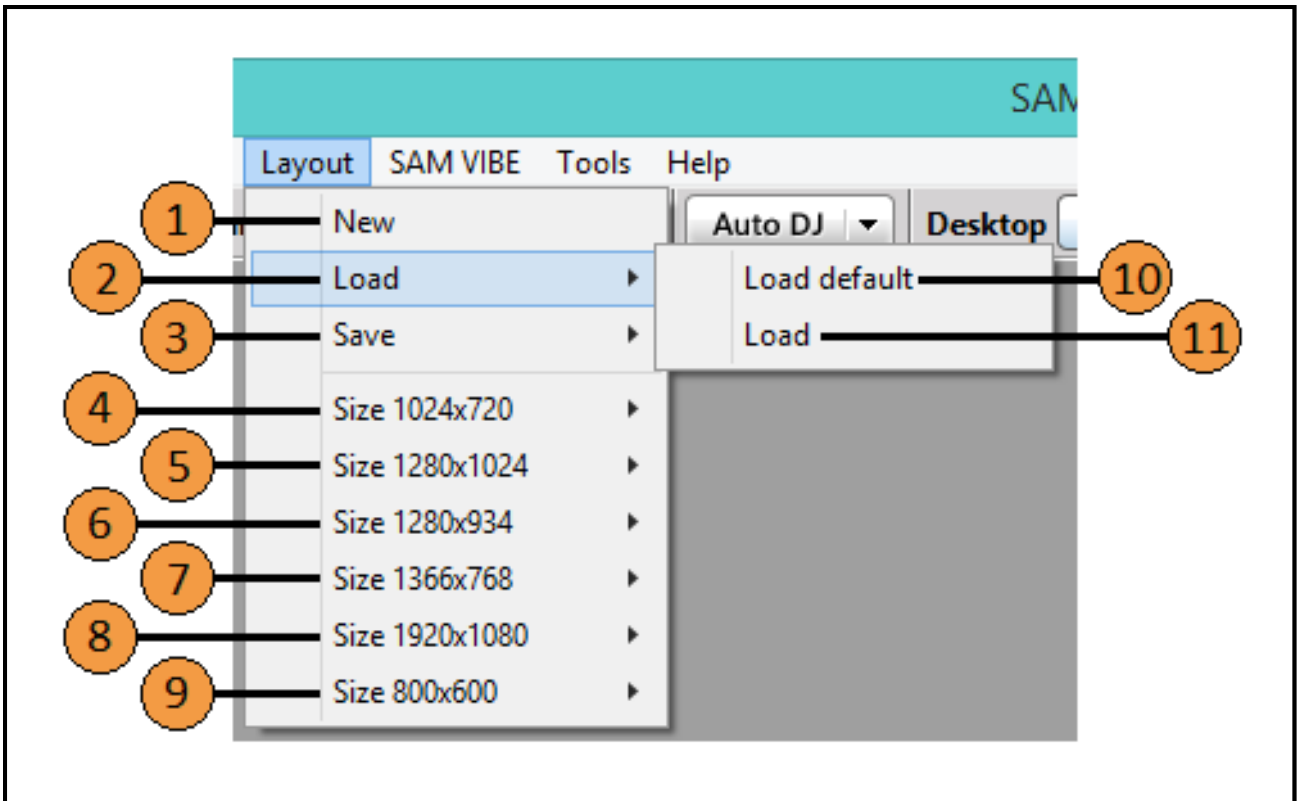 SAM
Layout SAM VIBE Tools Help
1 New Auto DJ Desktop
2 Load Load default 10
3 Save Load 11
4 Size 1024x720
5 Size 1280x1024
6 Size 1280x934
7 Size 1366x768
8 Size 1920x1080
9 Size 800x600